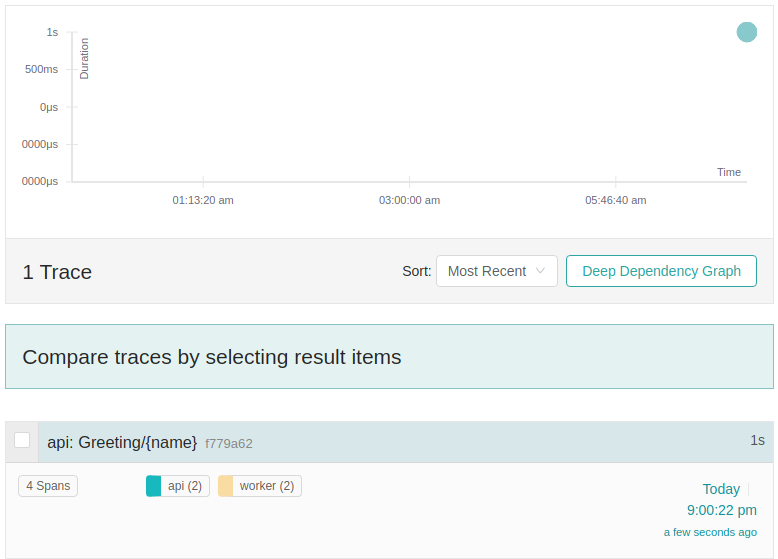 1s
Duration
500ms
0μs
0000μs
0000μs
Time
01:13:20 am
03:00:00 am
05:46:40 am
1 Trace
Sort: Most Recent
Deep Dependency Graph
Compare traces by selecting result items
api: Greeting/{name} f779a62
1s
4 Spans
api (2)
worker (2)
Today
9:00:22 pm
a few seconds ago